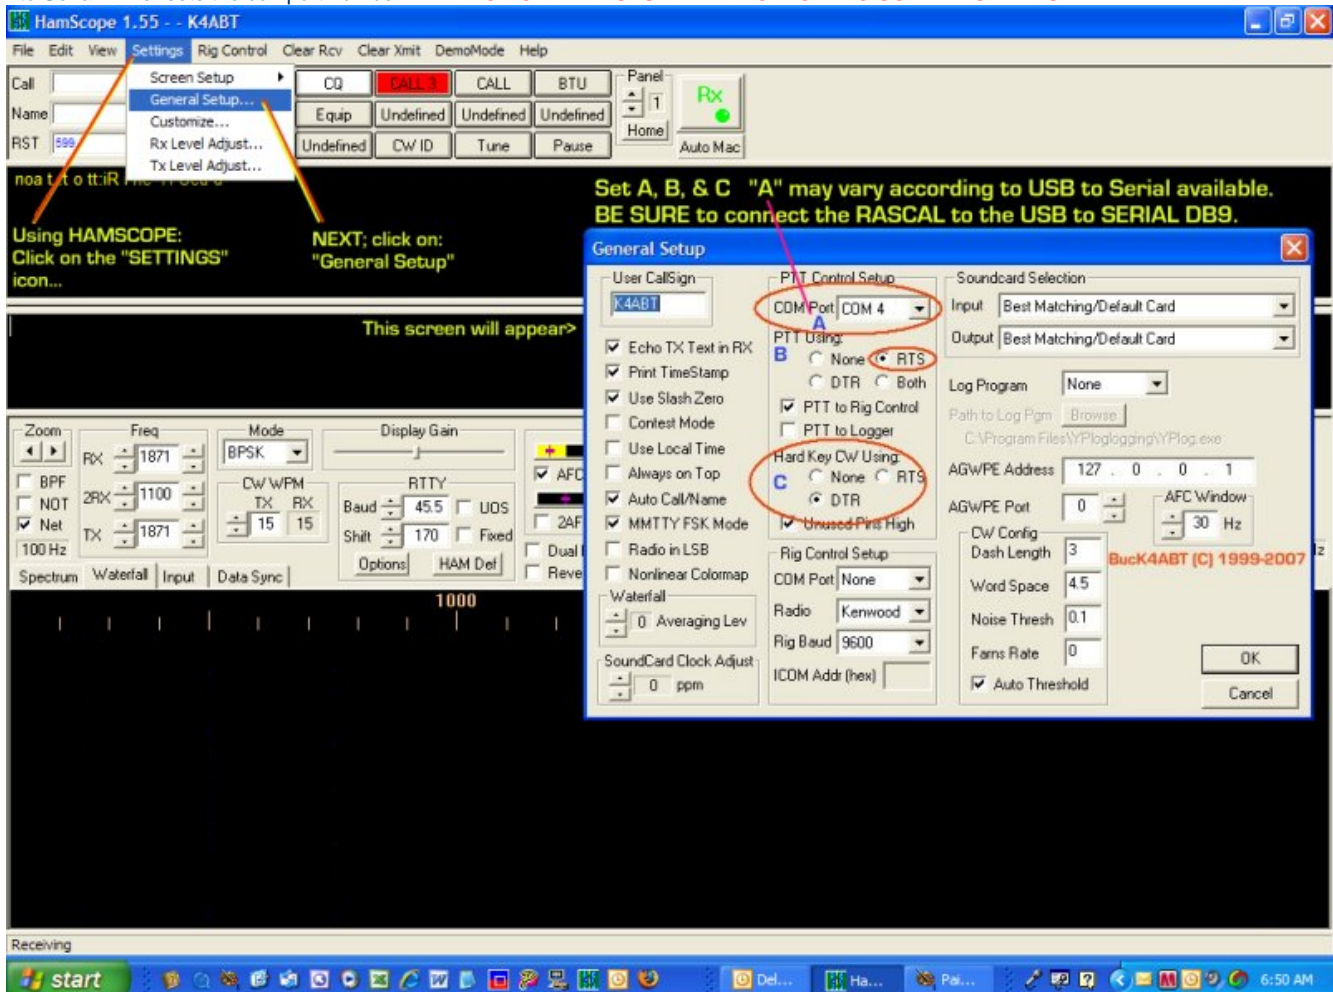 HamScope 1.55 - - K4ABT
File Edit View Settings Rig Control Clear Rcv Clear Xmit DemoMode Help
Screen Setup
General Setup...
Customize...
Rx Level Adjust...
Tx Level Adjust...
Call
Name
RST 599
CQ CALL 3 CALL BTU
Equip Undefined Undefined Undefined
Undefined CW ID Tune Pause
Panel
1
Home
Rx
Auto Mac
Set A, B, & C "A" may vary according to USB to Serial available.
BE SURE to connect the RASCAL to the USB to SERIAL DB9.
Using HAMSCOPE:
Click on the "SETTINGS"
icon...
NEXT; click on:
"General Setup"
This screen will appear>
General Setup
User CallSign
K4ABT
Echo TX Text in RX
Print TimeStamp
Use Slash Zero
Contest Mode
Use Local Time
Always on Top
Auto Call/Name
MMTTY FSK Mode
Radio in LSB
Nonlinear Colormap
Waterfall
0 Averaging Lev
SoundCard Clock Adjust
0 ppm
PTT Control Setup
COM Port COM 4
A
PTT Using:
B None RTS
DTR Both
PTT to Rig Control
PTT to Logger
Hard Key CW Using:
C None RTS
DTR
Unused Pins High
Rig Control Setup
COM Port None
Radio Kenwood
Rig Baud 9600
ICOM Addr (hex)
Soundcard Selection
Input Best Matching/Default Card
Output Best Matching/Default Card
Log Program None
Path to Log Pgm Browse
C:\Program Files\YPloglogging\YPlog.exe
AGWPE Address 127 . 0 . 0 . 1
AGWPE Port 0
AFC Window
30 Hz
CW Config
Dash Length 3
Word Space 4.5
Noise Thresh 0.1
Farns Rate 0
Auto Threshold
BucK4ABT (C) 1999-2007
OK
Cancel
Zoom
BPF
NOT
Net
100 Hz
Freq
RX 1871
2RX 1100
TX 1871
Mode
BPSK
CW WPM
TX RX
15 15
Display Gain
RTTY
Baud 45.5 UOS
Shift 170 Fixed
Options HAM Def
AFC
Spectrum Waterfall Input Data Sync
1000
Receiving
start
Del... Ha... Pai...
6:50 AM